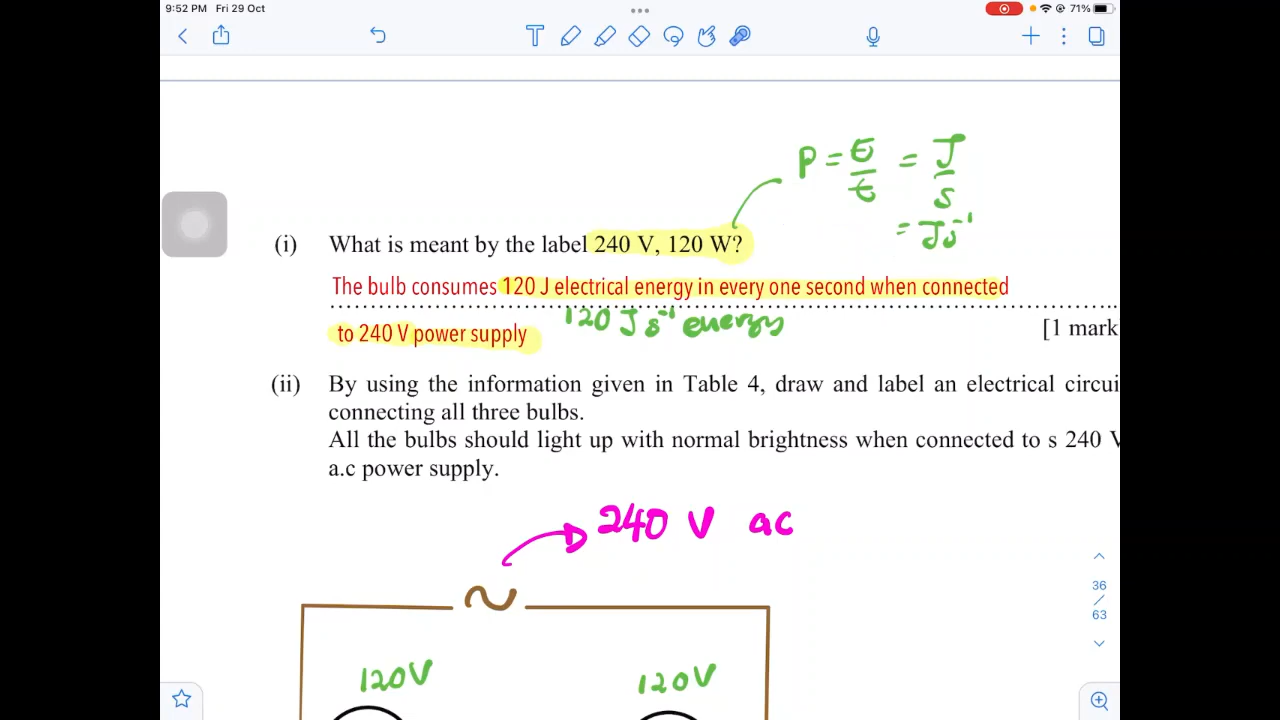 9:52 PM Fri 29 Oct
71%
T
P = E/t = J/s
= Js⁻¹
(i) What is meant by the label 240 V, 120 W?
The bulb consumes 120 J electrical energy in every one second when connected
to 240 V power supply
120 J s⁻¹ energy
[1 mark
(ii) By using the information given in Table 4, draw and label an electrical circui
connecting all three bulbs.
All the bulbs should light up with normal brightness when connected to s 240 V
a.c power supply.
240 V ac
36
/
63
120V
120V